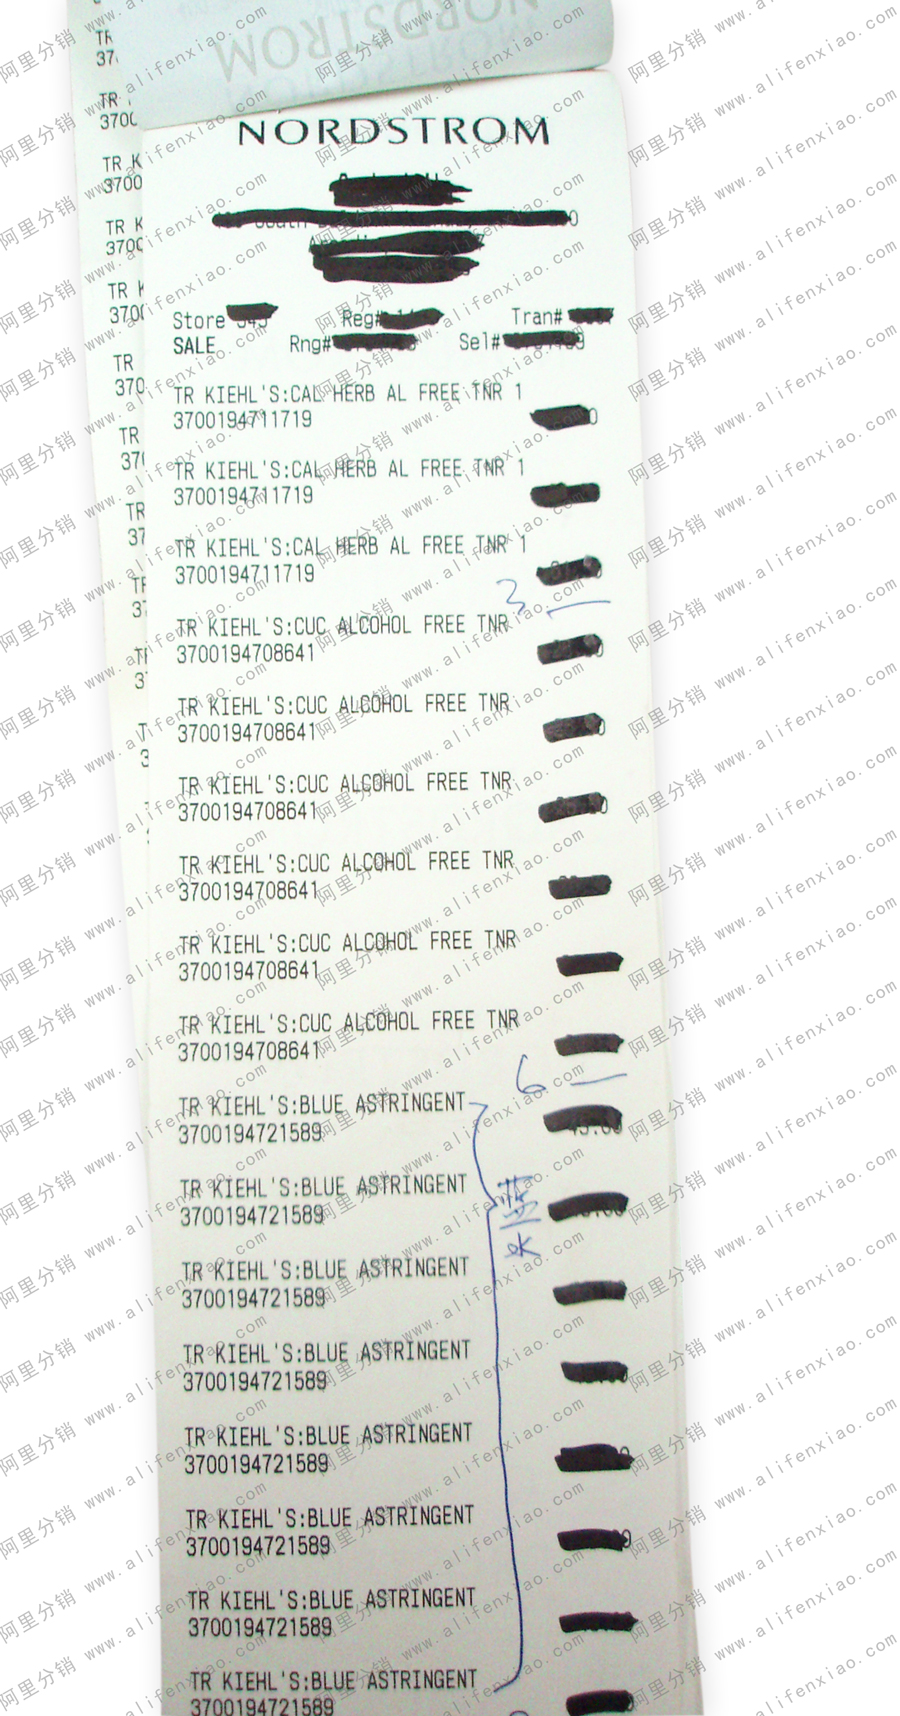 NORDSTROM
Store Reg# Tran#
SALE Rng# Sel#
TR KIEHL'S:CAL HERB AL FREE TNR 1
3700194711719
TR KIEHL'S:CAL HERB AL FREE TNR 1
3700194711719
TR KIEHL'S:CAL HERB AL FREE TNR 1
3700194711719
3
TR KIEHL'S:CUC ALCOHOL FREE TNR
3700194708641
TR KIEHL'S:CUC ALCOHOL FREE TNR
3700194708641
TR KIEHL'S:CUC ALCOHOL FREE TNR
3700194708641
TR KIEHL'S:CUC ALCOHOL FREE TNR
3700194708641
TR KIEHL'S:CUC ALCOHOL FREE TNR
3700194708641
TR KIEHL'S:CUC ALCOHOL FREE TNR
3700194708641
6
TR KIEHL'S:BLUE ASTRINGENT
3700194721589
TR KIEHL'S:BLUE ASTRINGENT
3700194721589
蓝水
TR KIEHL'S:BLUE ASTRINGENT
3700194721589
TR KIEHL'S:BLUE ASTRINGENT
3700194721589
TR KIEHL'S:BLUE ASTRINGENT
3700194721589
TR KIEHL'S:BLUE ASTRINGENT
3700194721589
TR KIEHL'S:BLUE ASTRINGENT
3700194721589
TR KIEHL'S:BLUE ASTRINGENT
3700194721589
阿里分销 www.alifenxiao.com